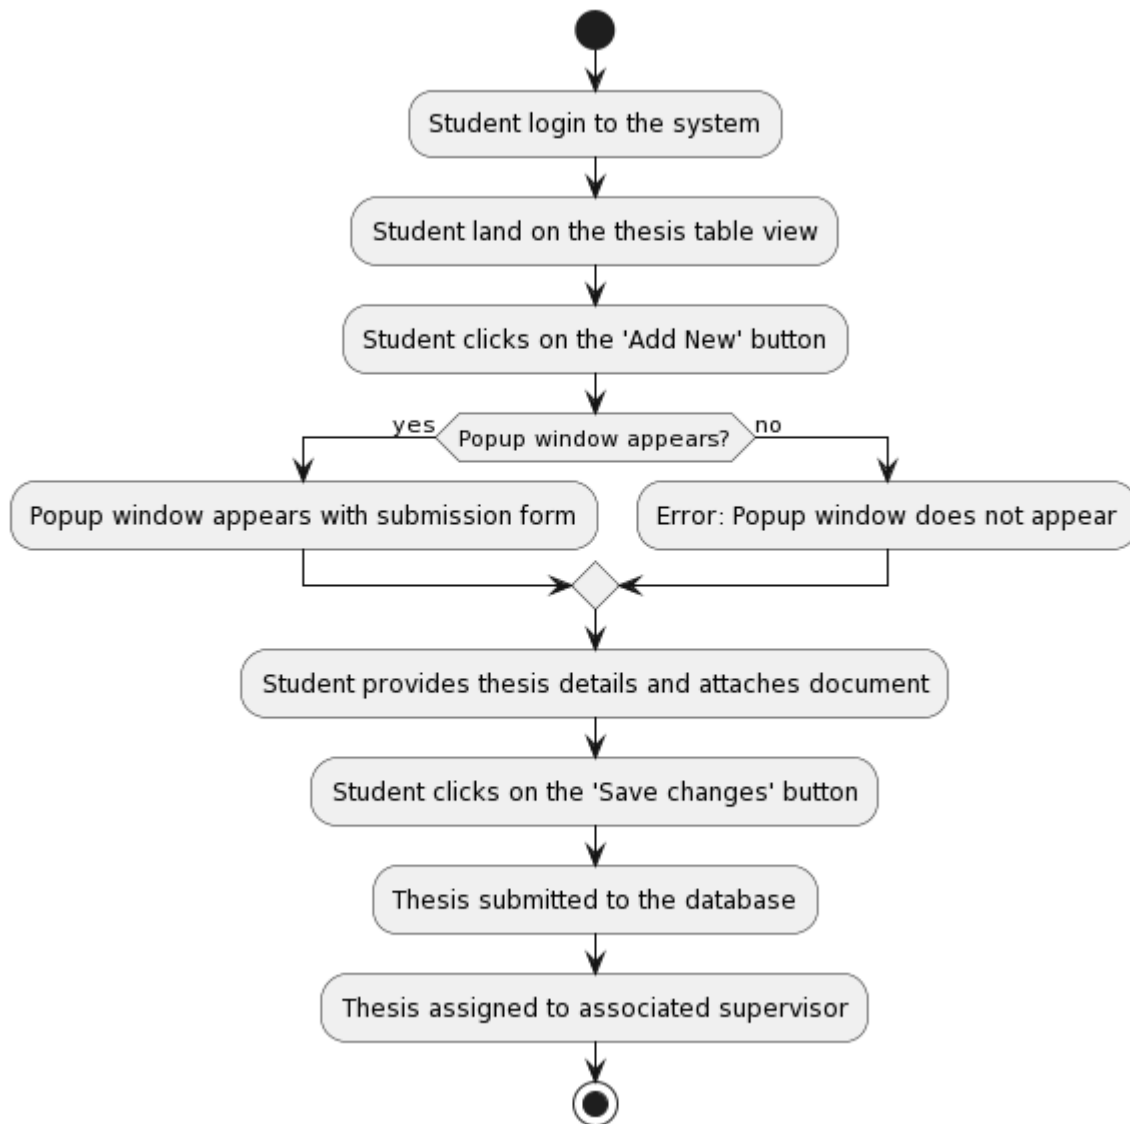 Student login to the system
Student land on the thesis table view
Student clicks on the 'Add New' button
yes
Popup window appears?
no
Popup window appears with submission form
Error: Popup window does not appear
Student provides thesis details and attaches document
Student clicks on the 'Save changes' button
Thesis submitted to the database
Thesis assigned to associated supervisor